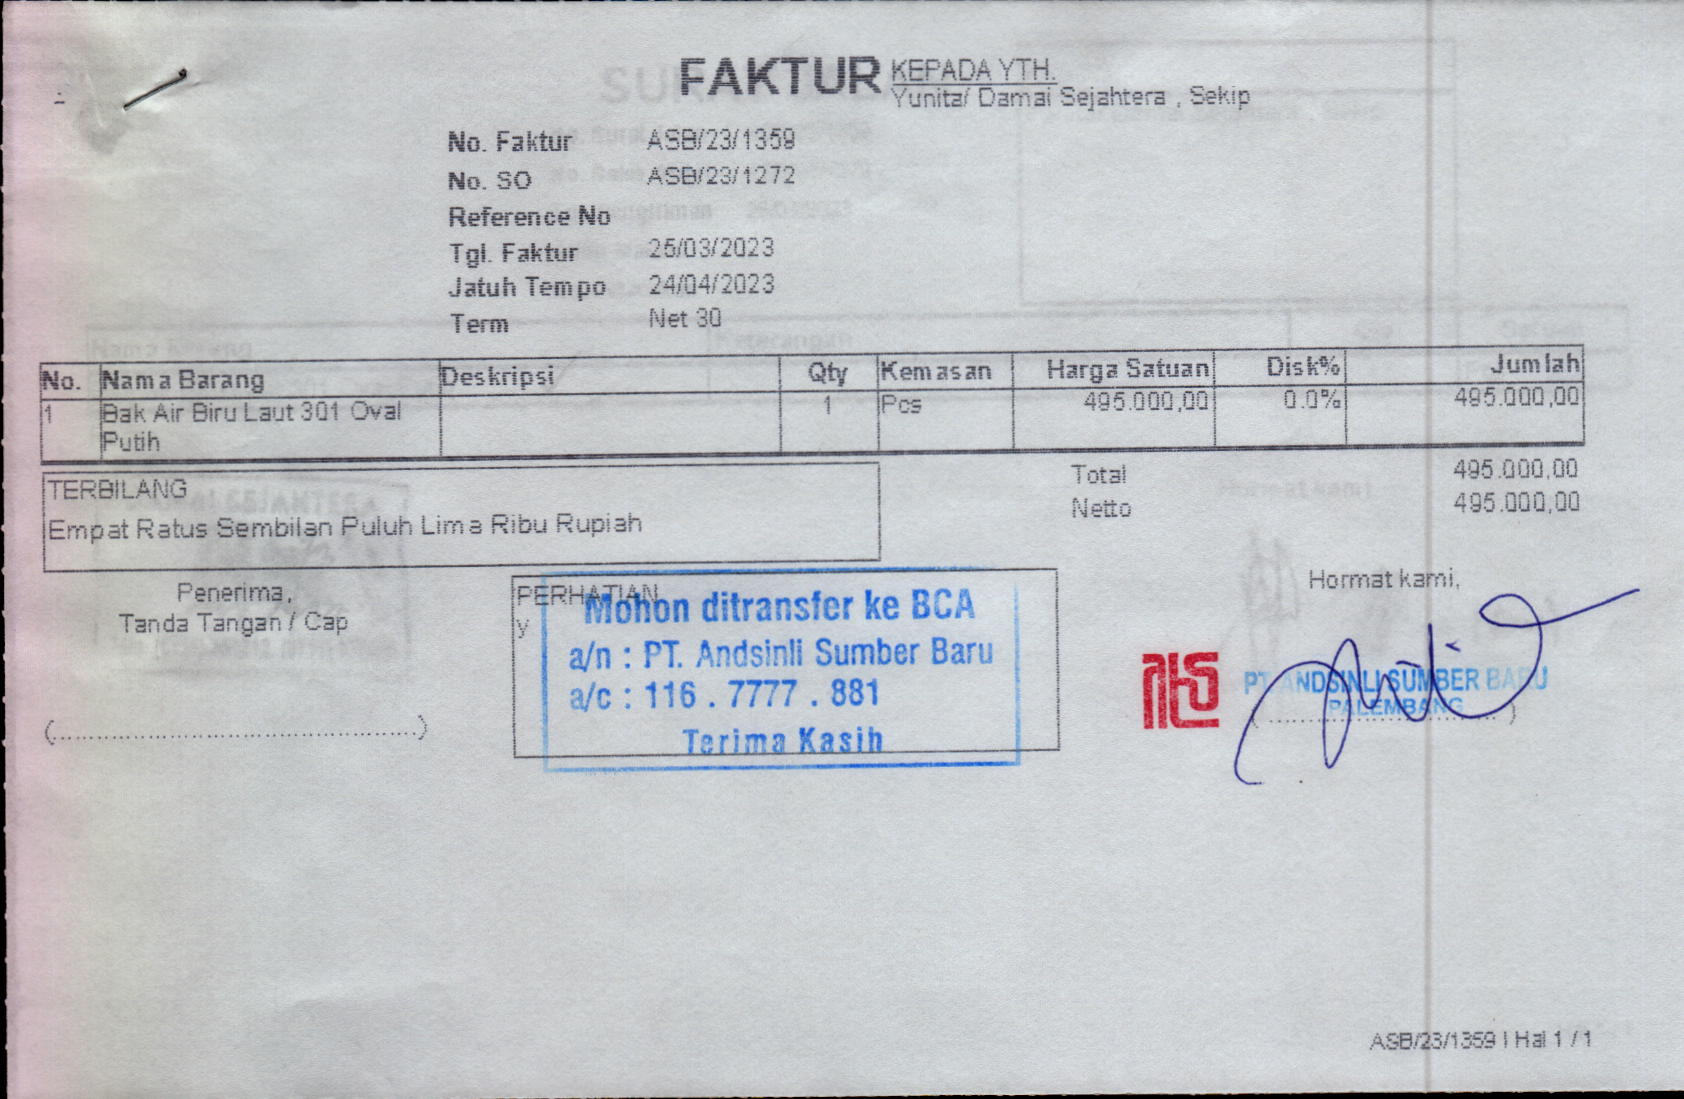 FAKTUR
KEPADA YTH.
Yunita/ Damai Sejahtera , Sekip
No. Faktur ASB/23/1359
No. SO ASB/23/1272
Reference No
Tgl. Faktur 25/03/2023
Jatuh Tempo 24/04/2023
Term Net 30
No. Nama Barang Deskripsi Qty Kemasan Harga Satuan Disk% Jumlah
1 Bak Air Biru Laut 301 Oval 1 Pcs 495.000,00 0.0% 495.000,00
Putih
Total 495.000,00
Netto 495.000,00
TERBILANG
Empat Ratus Sembilan Puluh Lima Ribu Rupiah
Penerima,
Tanda Tangan / Cap
(............................................)
PERHATIAN
y
Mohon ditransfer ke BCA
a/n : PT. Andsinli Sumber Baru
a/c : 116 . 7777 . 881
Terima Kasih
Hormat kami,
PT ANDSINLI SUMBER BARU
PALEMBANG
ASB/23/1359 | Hal 1 / 1